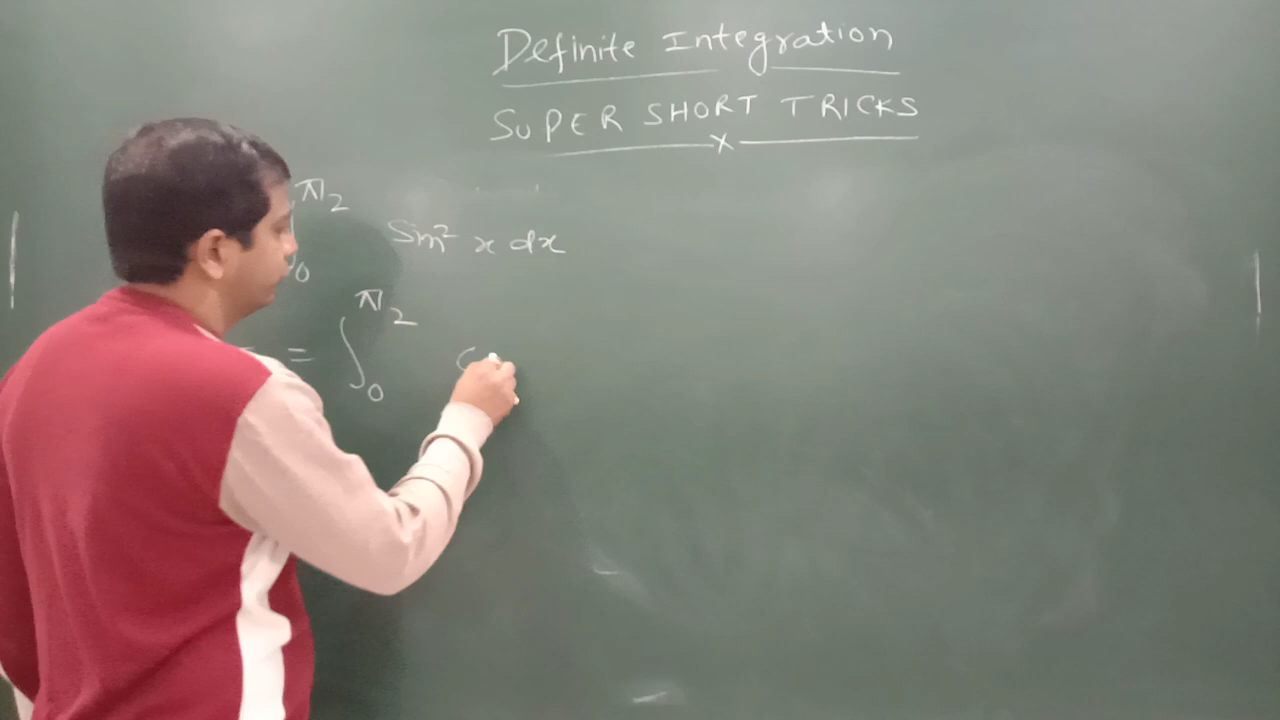 Definite Integration
SUPER SHORT TRICKS
x
∫₀^π/2 Sin² x dx
= ∫₀^π/2 C